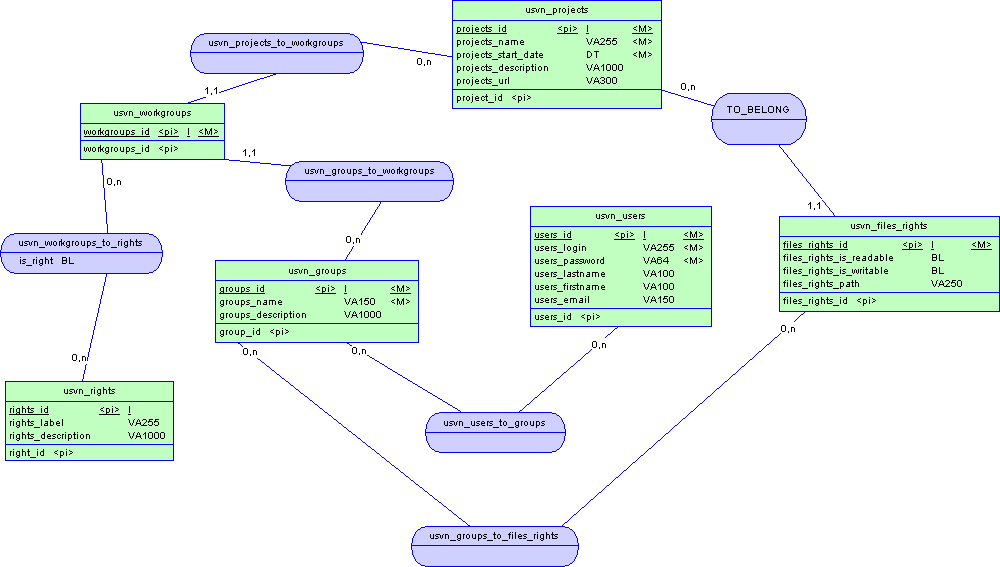 usvn_projects
projects_id <pi> I <M>
projects_name VA255 <M>
projects_start_date DT <M>
projects_description VA1000
projects_url VA300
project_id <pi>
usvn_projects_to_workgroups
0,n
0,n
1,1
TO_BELONG
usvn_workgroups
workgroups_id <pi> I <M>
workgroups_id <pi>
1,1
usvn_groups_to_workgroups
0,n
1,1
usvn_users
users_id <pi> I <M>
users_login VA255 <M>
users_password VA64 <M>
users_lastname VA100
users_firstname VA100
users_email VA150
users_id <pi>
usvn_files_rights
files_rights_id <pi> I <M>
files_rights_is_readable BL
files_rights_is_writable BL
files_rights_path VA250
files_rights_id <pi>
usvn_workgroups_to_rights
is_right BL
0,n
usvn_groups
groups_id <pi> I <M>
groups_name VA150 <M>
groups_description VA1000
group_id <pi>
0,n
0,n
0,n
0,n
0,n
usvn_rights
rights_id <pi> I
rights_label VA255
rights_description VA1000
right_id <pi>
usvn_users_to_groups
usvn_groups_to_files_rights